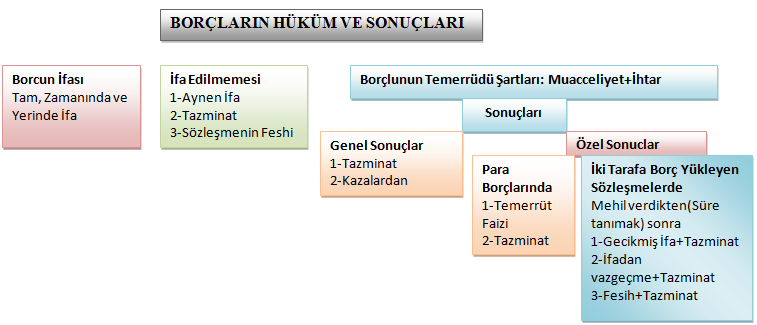 BORÇLARIN HÜKÜM VE SONUÇLARI
Borcun İfası
Tam, Zamanında ve
Yerinde İfa
İfa Edilmemesi
1-Aynen İfa
2-Tazminat
3-Sözleşmenin Feshi
Borçlunun Temerrüdü Şartları: Muacceliyet+İhtar
Sonuçları
Genel Sonuçlar
1-Tazminat
2-Kazalardan
Özel Sonuclar
Para
Borçlarında
1-Temerrüt
Faizi
2-Tazminat
İki Tarafa Borç Yükleyen
Sözleşmelerde
Mehil verdikten(Süre
tanımak) sonra
1-Gecikmiş İfa+Tazminat
2-İfadan
vazgeçme+Tazminat
3-Fesih+Tazminat